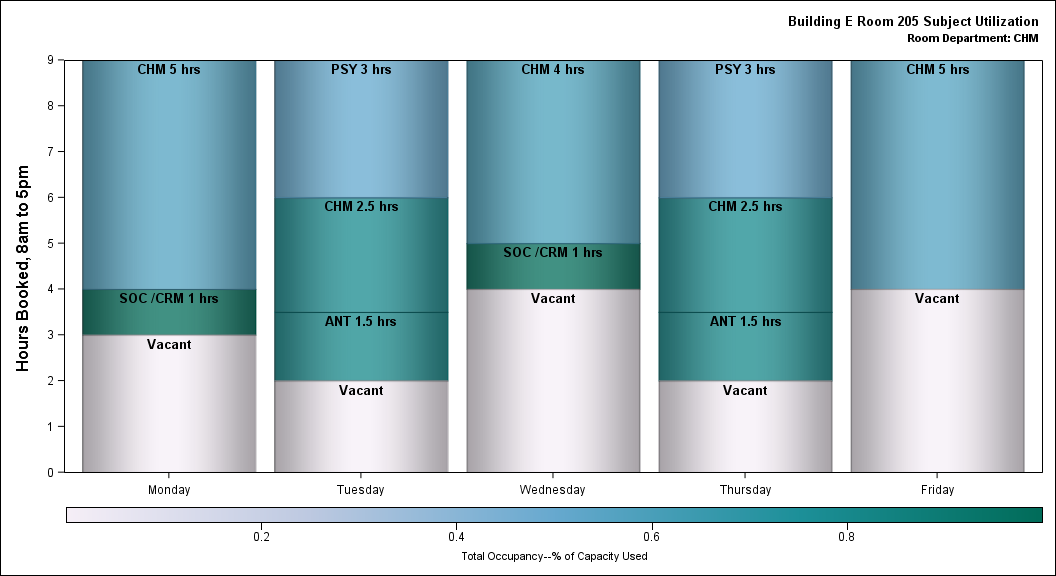 Building E Room 205 Subject Utilization
Room Department: CHM
Hours Booked, 8am to 5pm
9
8
7
6
5
4
3
2
1
0
CHM 5 hrs
SOC /CRM 1 hrs
Vacant
PSY 3 hrs
CHM 2.5 hrs
ANT 1.5 hrs
Vacant
CHM 4 hrs
SOC /CRM 1 hrs
Vacant
PSY 3 hrs
CHM 2.5 hrs
ANT 1.5 hrs
Vacant
CHM 5 hrs
Vacant
Monday Tuesday Wednesday Thursday Friday
0.2 0.4 0.6 0.8
Total Occupancy--% of Capacity Used